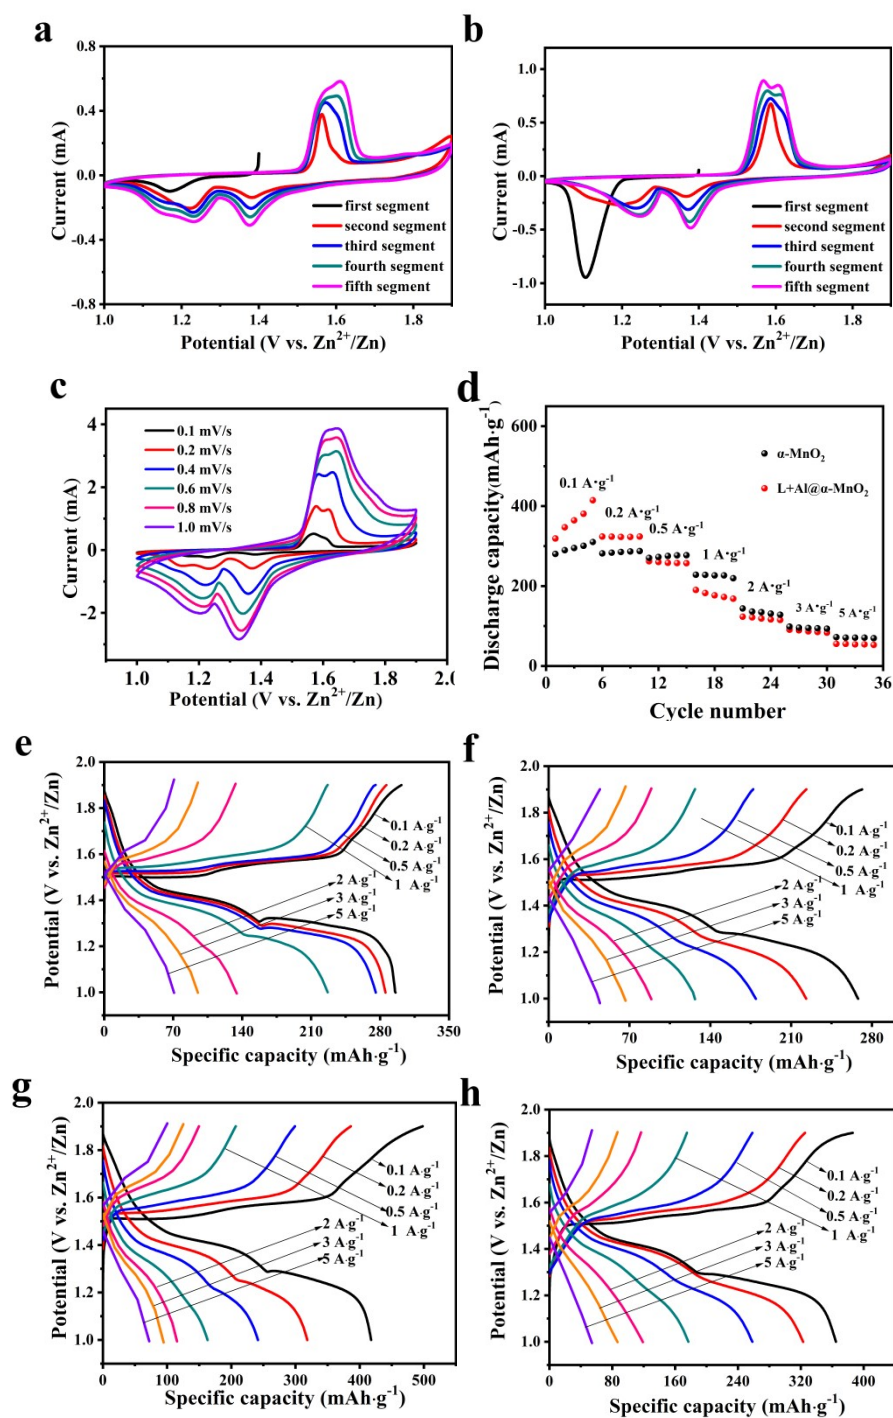 a
0.8
0.4
0.0
-0.4
-0.8
1.0 1.2 1.4 1.6 1.8
Current (mA)
Potential (V vs. Zn²⁺/Zn)
first segment
second segment
third segment
fourth segment
fifth segment
b
1.0
0.5
0.0
-0.5
-1.0
1.0 1.2 1.4 1.6 1.8
Current (mA)
Potential (V vs. Zn²⁺/Zn)
first segment
second segment
third segment
fourth segment
fifth segment
c
4
2
0
-2
1.0 1.2 1.4 1.6 1.8 2.0
Current (mA)
Potential (V vs. Zn²⁺/Zn)
0.1 mV/s
0.2 mV/s
0.4 mV/s
0.6 mV/s
0.8 mV/s
1.0 mV/s
d
600
450
300
150
0
0 6 12 18 24 30 36
Discharge capacity(mAh·g⁻¹)
Cycle number
α-MnO₂
L+Al@α-MnO₂
0.1 A·g⁻¹
0.2 A·g⁻¹
0.5 A·g⁻¹
1 A·g⁻¹
2 A·g⁻¹
3 A·g⁻¹
5 A·g⁻¹
e
2.0
1.8
1.6
1.4
1.2
1.0
0 70 140 210 280 350
Potential (V vs. Zn²⁺/Zn)
Specific capacity (mAh·g⁻¹)
0.1 A·g⁻¹
0.2 A·g⁻¹
0.5 A·g⁻¹
1 A·g⁻¹
2 A·g⁻¹
3 A·g⁻¹
5 A·g⁻¹
f
2.0
1.8
1.6
1.4
1.2
1.0
0 70 140 210 280
Potential (V vs. Zn²⁺/Zn)
Specific capacity (mAh·g⁻¹)
0.1 A·g⁻¹
0.2 A·g⁻¹
0.5 A·g⁻¹
1 A·g⁻¹
2 A·g⁻¹
3 A·g⁻¹
5 A·g⁻¹
g
2.0
1.8
1.6
1.4
1.2
1.0
0 100 200 300 400 500
Potential (V vs. Zn²⁺/Zn)
Specific capacity (mAh·g⁻¹)
0.1 A·g⁻¹
0.2 A·g⁻¹
0.5 A·g⁻¹
1 A·g⁻¹
2 A·g⁻¹
3 A·g⁻¹
5 A·g⁻¹
h
2.0
1.8
1.6
1.4
1.2
1.0
0 80 160 240 320 400
Potential (V vs. Zn²⁺/Zn)
Specific capacity (mAh·g⁻¹)
0.1 A·g⁻¹
0.2 A·g⁻¹
0.5 A·g⁻¹
1 A·g⁻¹
2 A·g⁻¹
3 A·g⁻¹
5 A·g⁻¹